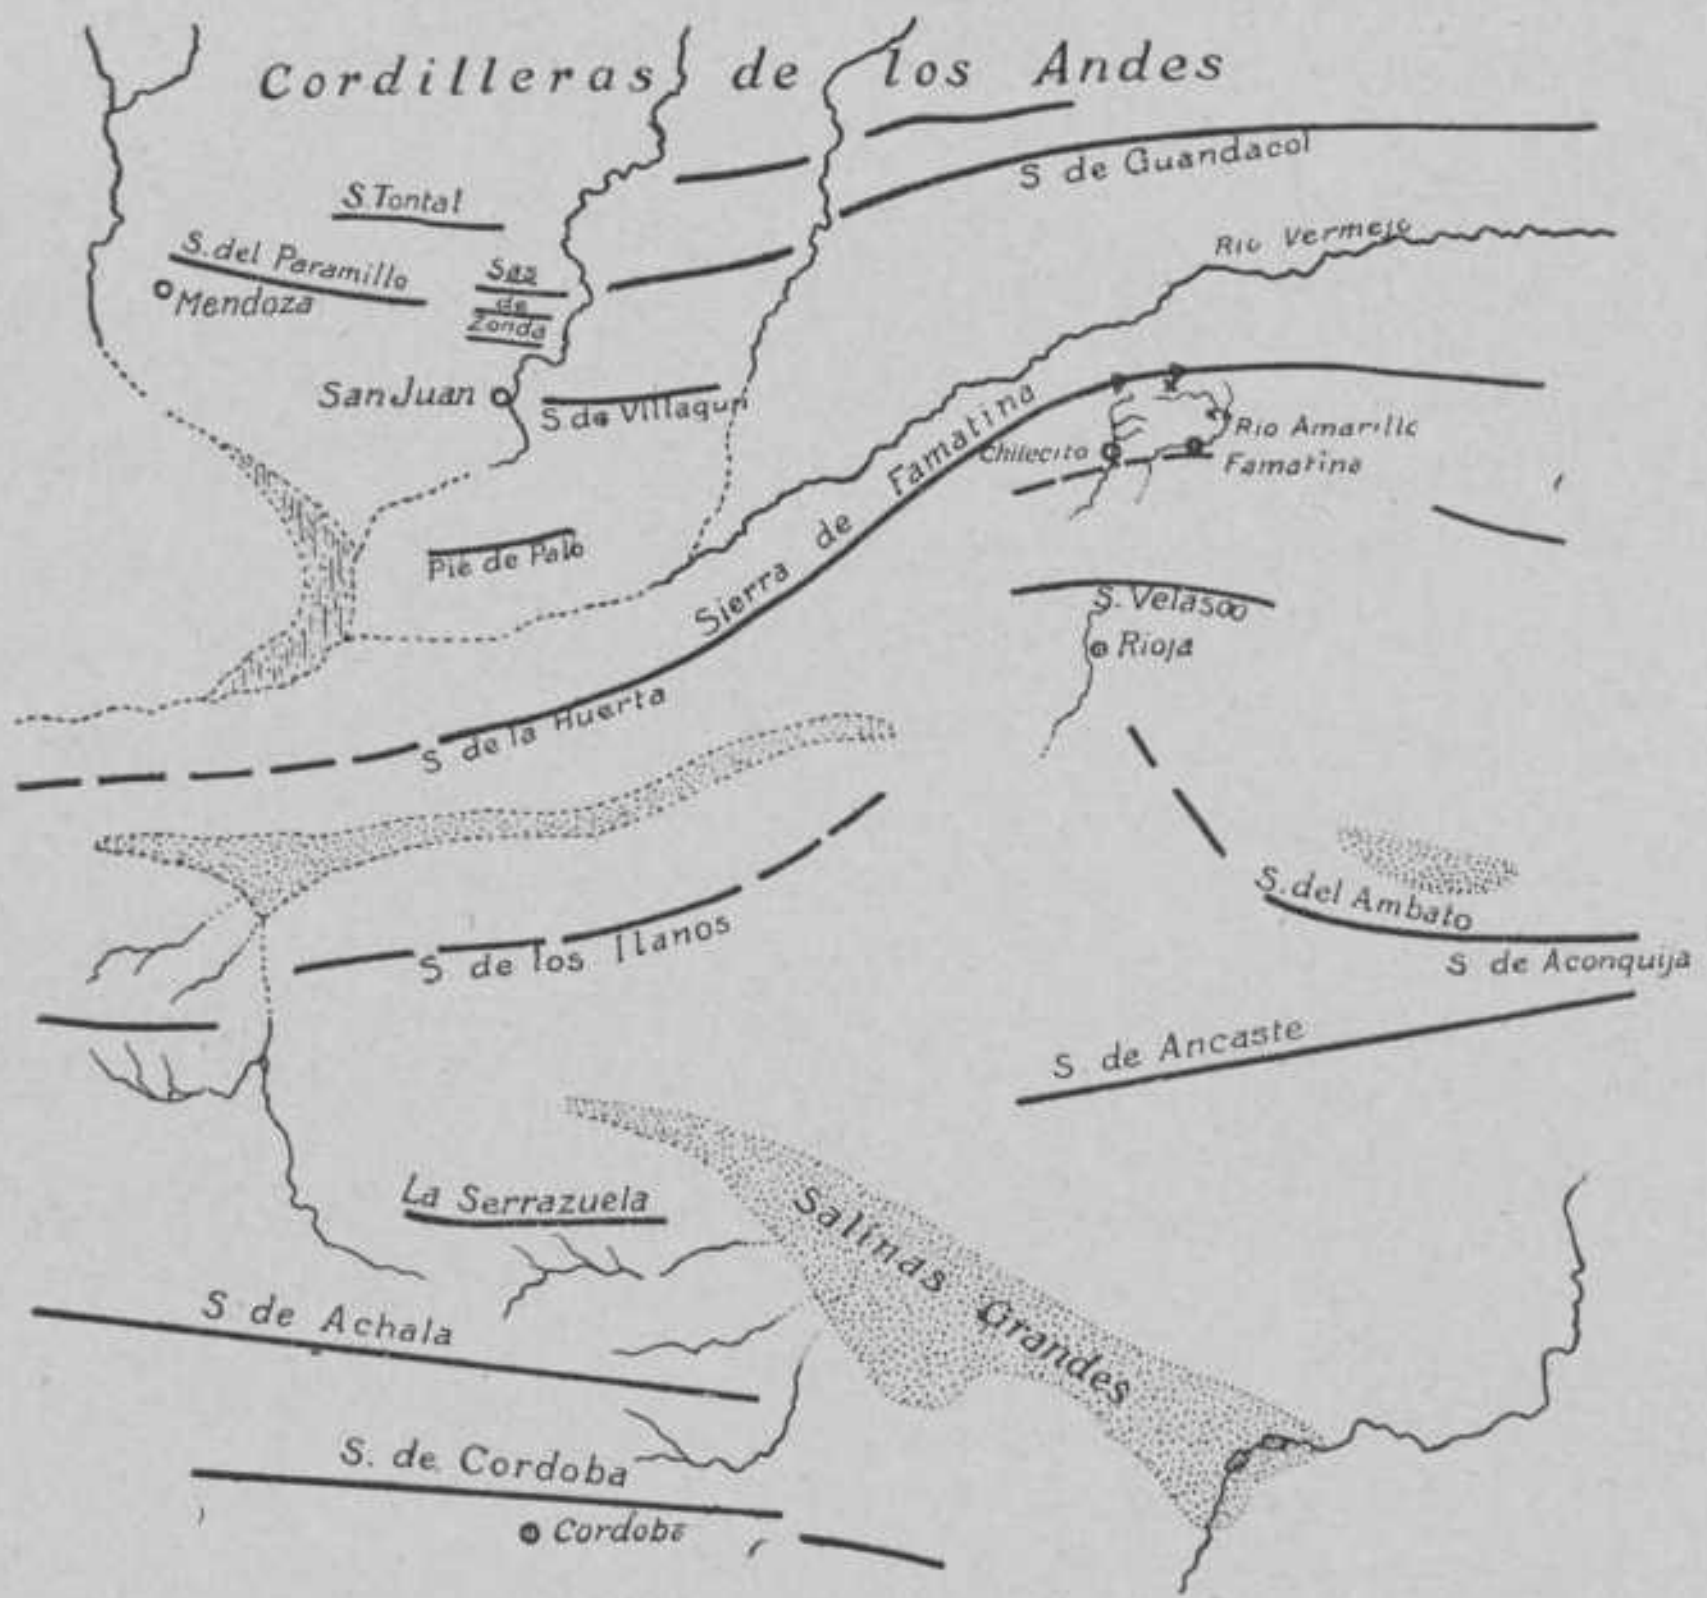 Cordilleras de los Andes
S de Guandacol
S. Tontal
Rio Vermejo
S. del Paramillo
Sas
de
Zonda
Mendoza
San Juan
S. de Villagun
Sierra de Famatina
Chilecito
Rio Amarillo
Famatina
Pie de Palo
S. Velasco
Rioja
S de la Huerta
S. del Ambato
S de los Llanos
S de Aconquija
S de Ancaste
La Serrazuela
Salinas Grandes
S de Achala
S. de Cordoba
Cordoba